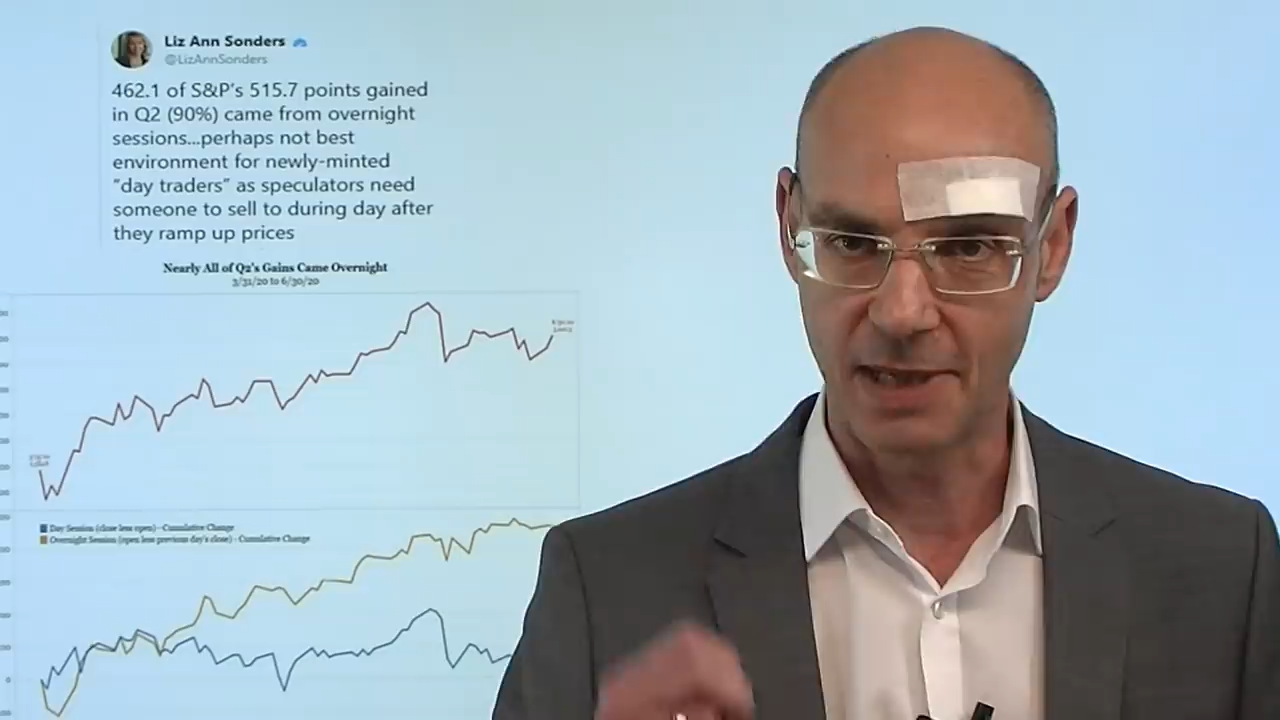 Liz Ann Sonders
@LizAnnSonders
462.1 of S&P's 515.7 points gained
in Q2 (90%) came from overnight
sessions...perhaps not best
environment for newly-minted
"day traders" as speculators need
someone to sell to during day after
they ramp up prices
Nearly All of Q2's Gains Came Overnight
3/31/20 to 6/30/20
Day Session (close less open) - Cumulative Change
Overnight Session (open less previous day's close) - Cumulative Change